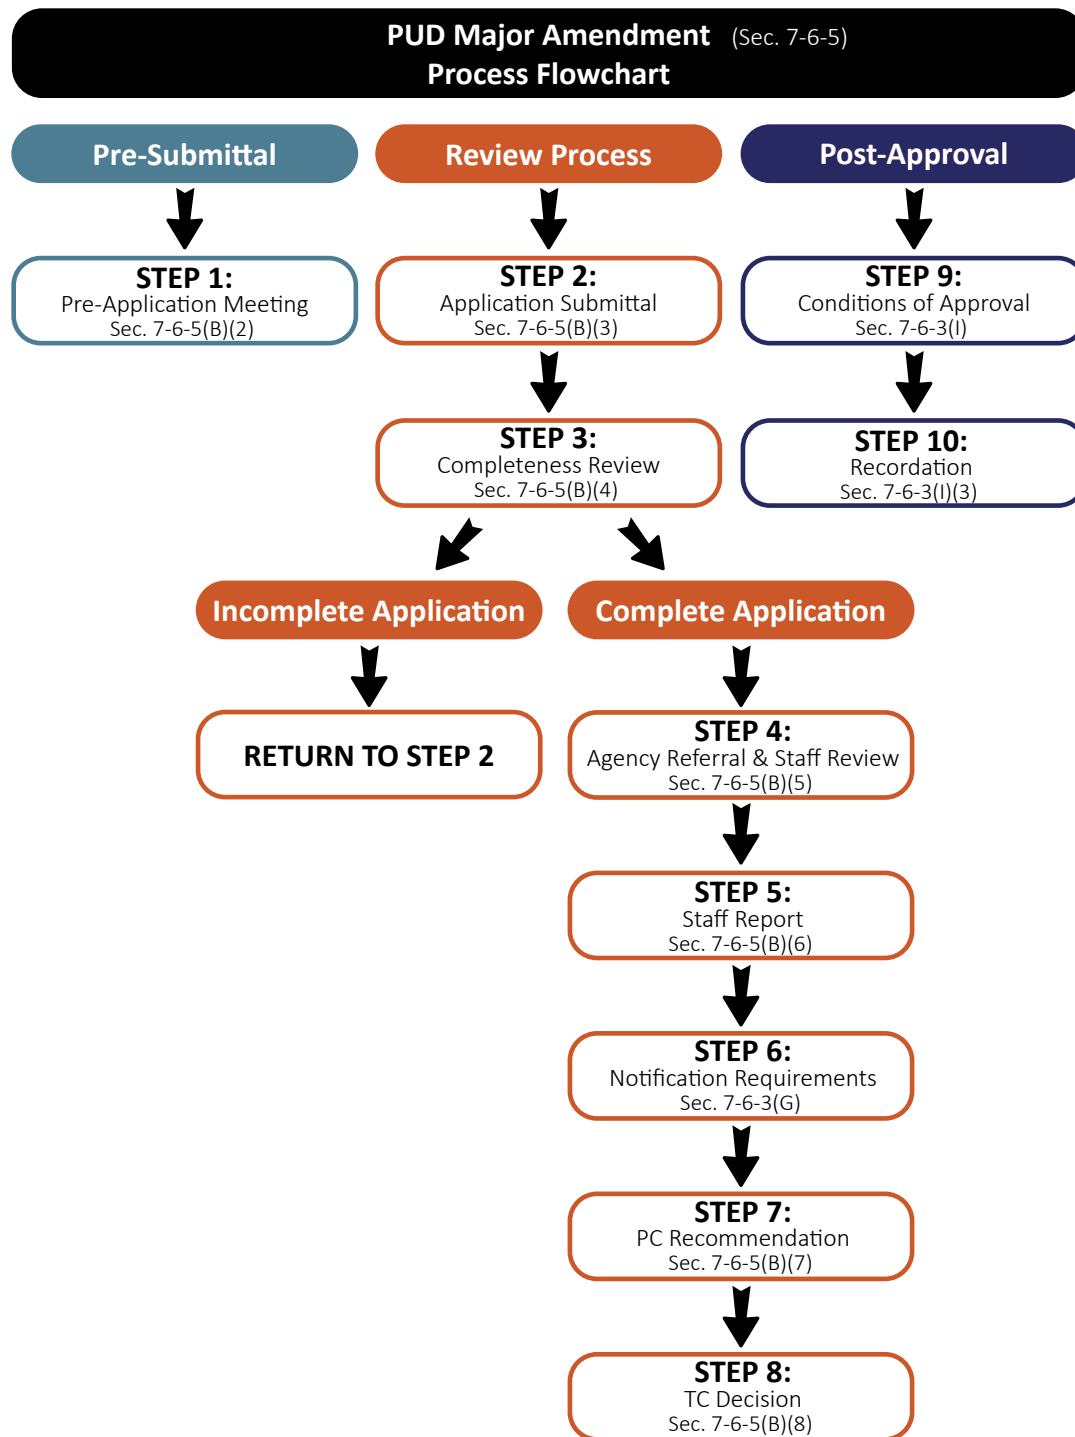 PUD Major Amendment (Sec. 7-6-5)
Process Flowchart
Pre-Submittal
Review Process
Post-Approval
STEP 1:
Pre-Application Meeting
Sec. 7-6-5(B)(2)
STEP 2:
Application Submittal
Sec. 7-6-5(B)(3)
STEP 9:
Conditions of Approval
Sec. 7-6-3(I)
STEP 3:
Completeness Review
Sec. 7-6-5(B)(4)
STEP 10:
Recordation
Sec. 7-6-3(I)(3)
Incomplete Application
Complete Application
RETURN TO STEP 2
STEP 4:
Agency Referral & Staff Review
Sec. 7-6-5(B)(5)
STEP 5:
Staff Report
Sec. 7-6-5(B)(6)
STEP 6:
Notification Requirements
Sec. 7-6-3(G)
STEP 7:
PC Recommendation
Sec. 7-6-5(B)(7)
STEP 8:
TC Decision
Sec. 7-6-5(B)(8)